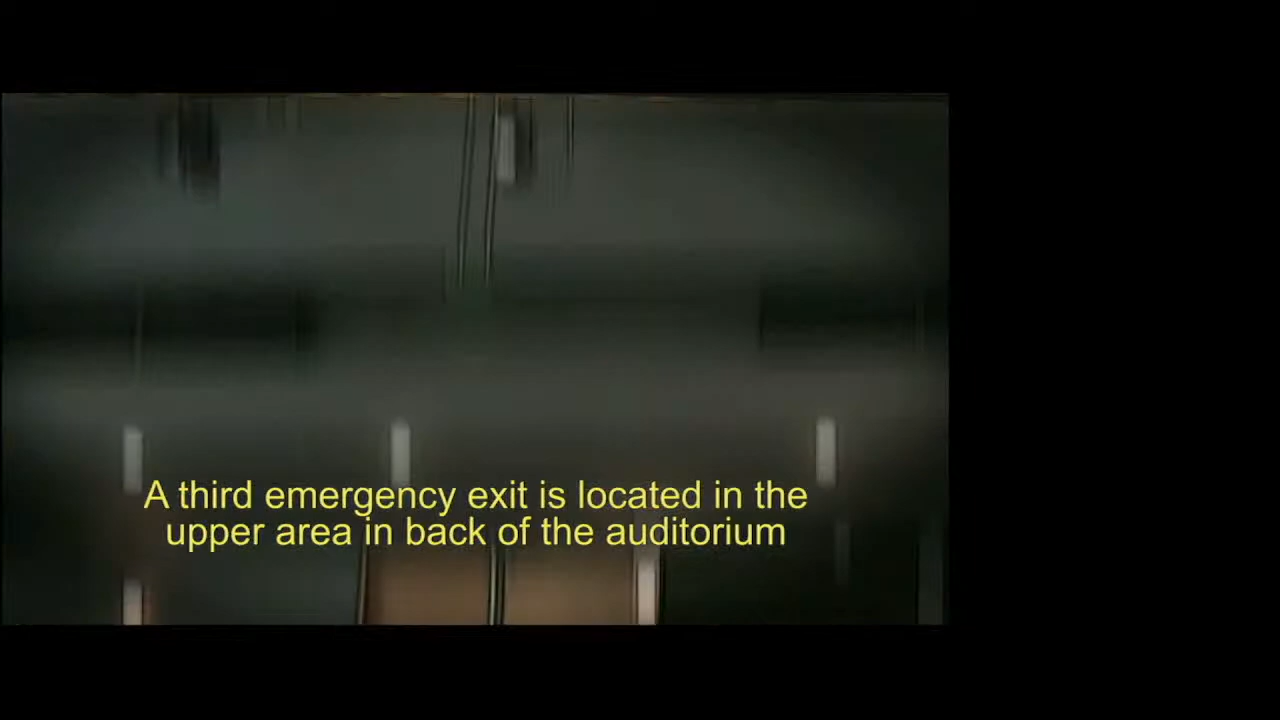 A third emergency exit is located in the
upper area in back of the auditorium